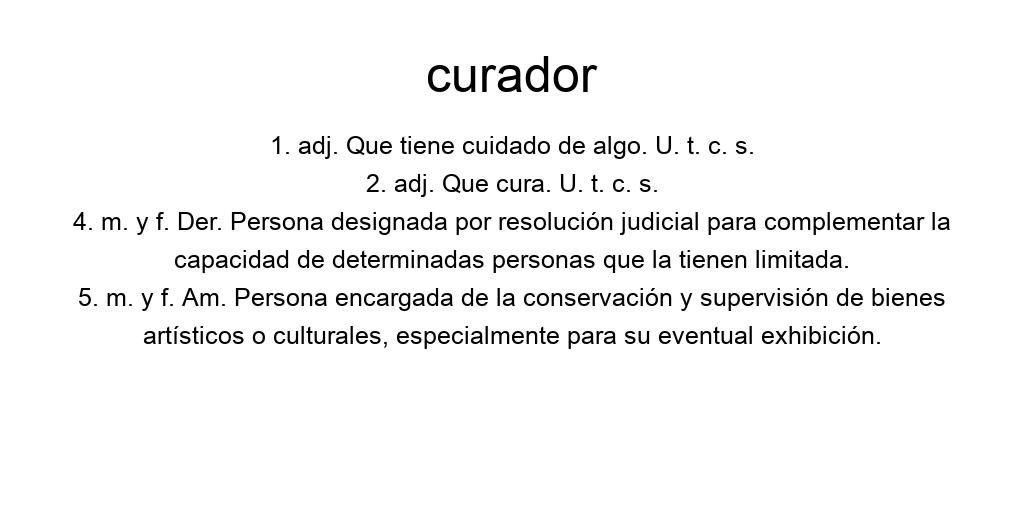 curador
1. adj. Que tiene cuidado de algo. U. t. c. s.
2. adj. Que cura. U. t. c. s.
4. m. y f. Der. Persona designada por resolución judicial para complementar la
capacidad de determinadas personas que la tienen limitada.
5. m. y f. Am. Persona encargada de la conservación y supervisión de bienes
artísticos o culturales, especialmente para su eventual exhibición.